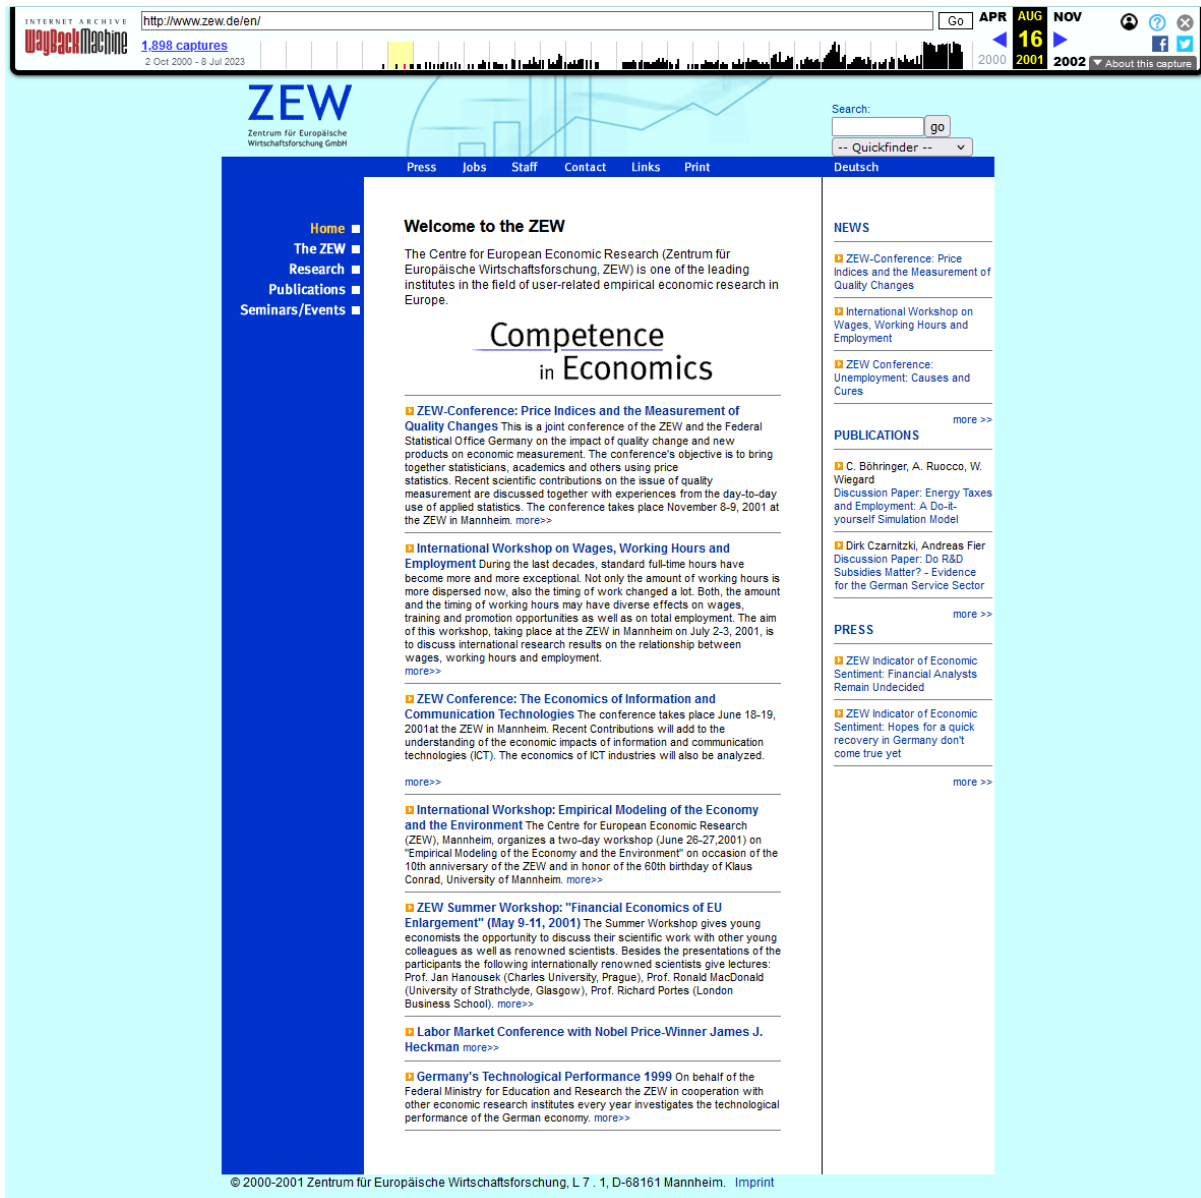 INTERNET ARCHIVE
WayBackMachine
http://www.zew.de/en/
Go
1,898 captures
2 Oct 2000 - 8 Jul 2023
APR AUG NOV
16
2000 2001 2002
About this capture
ZEW
Zentrum für Europäische
Wirtschaftsforschung GmbH
Search:
go
-- Quickfinder --
Press Jobs Staff Contact Links Print Deutsch
Home
The ZEW
Research
Publications
Seminars/Events
Welcome to the ZEW
The Centre for European Economic Research (Zentrum für
Europäische Wirtschaftsforschung, ZEW) is one of the leading
institutes in the field of user-related empirical economic research in
Europe.
Competence
in Economics
ZEW-Conference: Price Indices and the Measurement of
Quality Changes This is a joint conference of the ZEW and the Federal
Statistical Office Germany on the impact of quality change and new
products on economic measurement. The conference's objective is to bring
together statisticians, academics and others using price
statistics. Recent scientific contributions on the issue of quality
measurement are discussed together with experiences from the day-to-day
use of applied statistics. The conference takes place November 8-9, 2001 at
the ZEW in Mannheim. more>>
International Workshop on Wages, Working Hours and
Employment During the last decades, standard full-time hours have
become more and more exceptional. Not only the amount of working hours is
more dispersed now, also the timing of work changed a lot. Both, the amount
and the timing of working hours may have diverse effects on wages,
training and promotion opportunities as well as on total employment. The aim
of this workshop, taking place at the ZEW in Mannheim on July 2-3, 2001, is
to discuss international research results on the relationship between
wages, working hours and employment.
more>>
ZEW Conference: The Economics of Information and
Communication Technologies The conference takes place June 18-19,
2001at the ZEW in Mannheim. Recent Contributions will add to the
understanding of the economic impacts of information and communication
technologies (ICT). The economics of ICT industries will also be analyzed.
more>>
International Workshop: Empirical Modeling of the Economy
and the Environment The Centre for European Economic Research
(ZEW), Mannheim, organizes a two-day workshop (June 26-27,2001) on
"Empirical Modeling of the Economy and the Environment" on occasion of the
10th anniversary of the ZEW and in honor of the 60th birthday of Klaus
Conrad, University of Mannheim. more>>
ZEW Summer Workshop: "Financial Economics of EU
Enlargement" (May 9-11, 2001) The Summer Workshop gives young
economists the opportunity to discuss their scientific work with other young
colleagues as well as renowned scientists. Besides the presentations of the
participants the following internationally renowned scientists give lectures:
Prof. Jan Hanousek (Charles University, Prague), Prof. Ronald MacDonald
(University of Strathclyde, Glasgow), Prof. Richard Portes (London
Business School). more>>
Labor Market Conference with Nobel Price-Winner James J.
Heckman more>>
Germany's Technological Performance 1999 On behalf of the
Federal Ministry for Education and Research the ZEW in cooperation with
other economic research institutes every year investigates the technological
performance of the German economy. more>>
NEWS
ZEW-Conference: Price
Indices and the Measurement of
Quality Changes
International Workshop on
Wages, Working Hours and
Employment
ZEW Conference:
Unemployment: Causes and
Cures
more >>
PUBLICATIONS
C. Böhringer, A. Ruocco, W.
Wiegard
Discussion Paper: Energy Taxes
and Employment: A Do-it-
yourself Simulation Model
Dirk Czarnitzki, Andreas Fier
Discussion Paper: Do R&D
Subsidies Matter? - Evidence
for the German Service Sector
more >>
PRESS
ZEW Indicator of Economic
Sentiment: Financial Analysts
Remain Undecided
ZEW Indicator of Economic
Sentiment: Hopes for a quick
recovery in Germany don't
come true yet
more >>
© 2000-2001 Zentrum für Europäische Wirtschaftsforschung, L 7 . 1, D-68161 Mannheim. Imprint